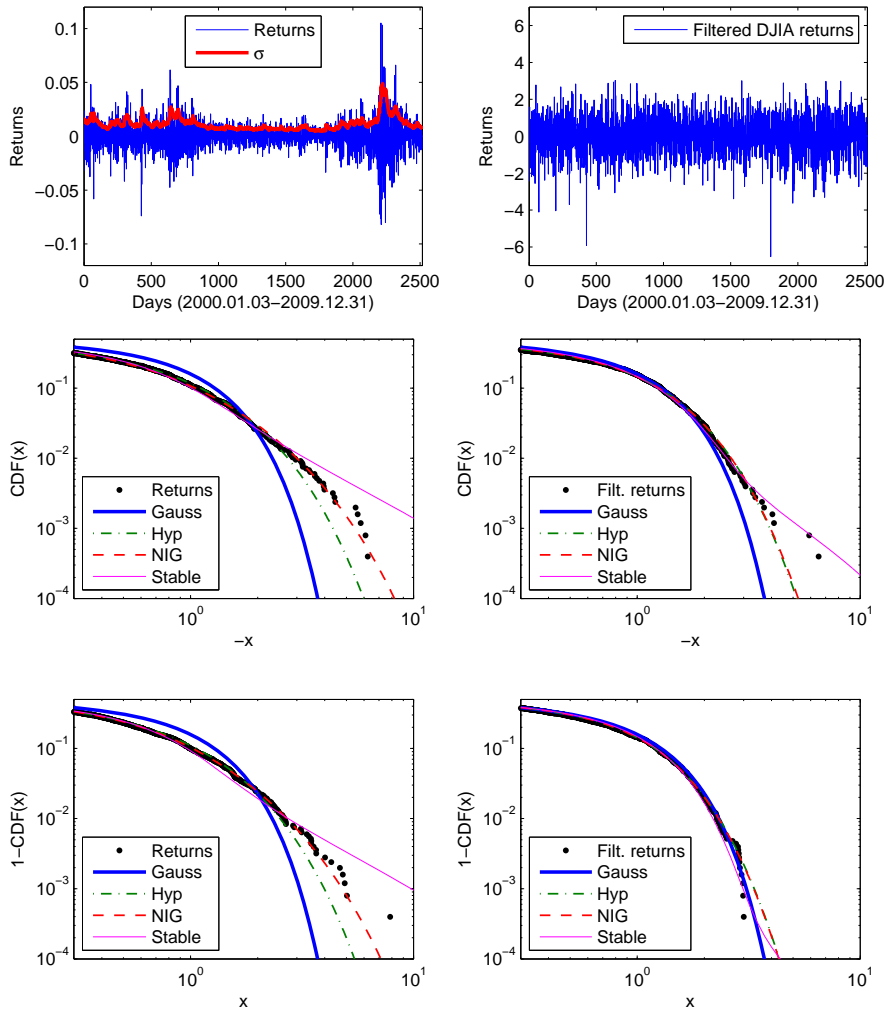 Returns
σ
0.1
0.05
0
−0.05
−0.1
Returns
0 500 1000 1500 2000 2500
Days (2000.01.03−2009.12.31)
Filtered DJIA returns
6
4
2
0
−2
−4
−6
Returns
0 500 1000 1500 2000 2500
Days (2000.01.03−2009.12.31)
10^−1
10^−2
10^−3
10^−4
CDF(x)
Returns
Gauss
Hyp
NIG
Stable
10^0 10^1
−x
10^−1
10^−2
10^−3
10^−4
CDF(x)
Filt. returns
Gauss
Hyp
NIG
Stable
10^0 10^1
−x
10^−1
10^−2
10^−3
10^−4
1−CDF(x)
Returns
Gauss
Hyp
NIG
Stable
10^0 10^1
x
10^−1
10^−2
10^−3
10^−4
1−CDF(x)
Filt. returns
Gauss
Hyp
NIG
Stable
10^0 10^1
x